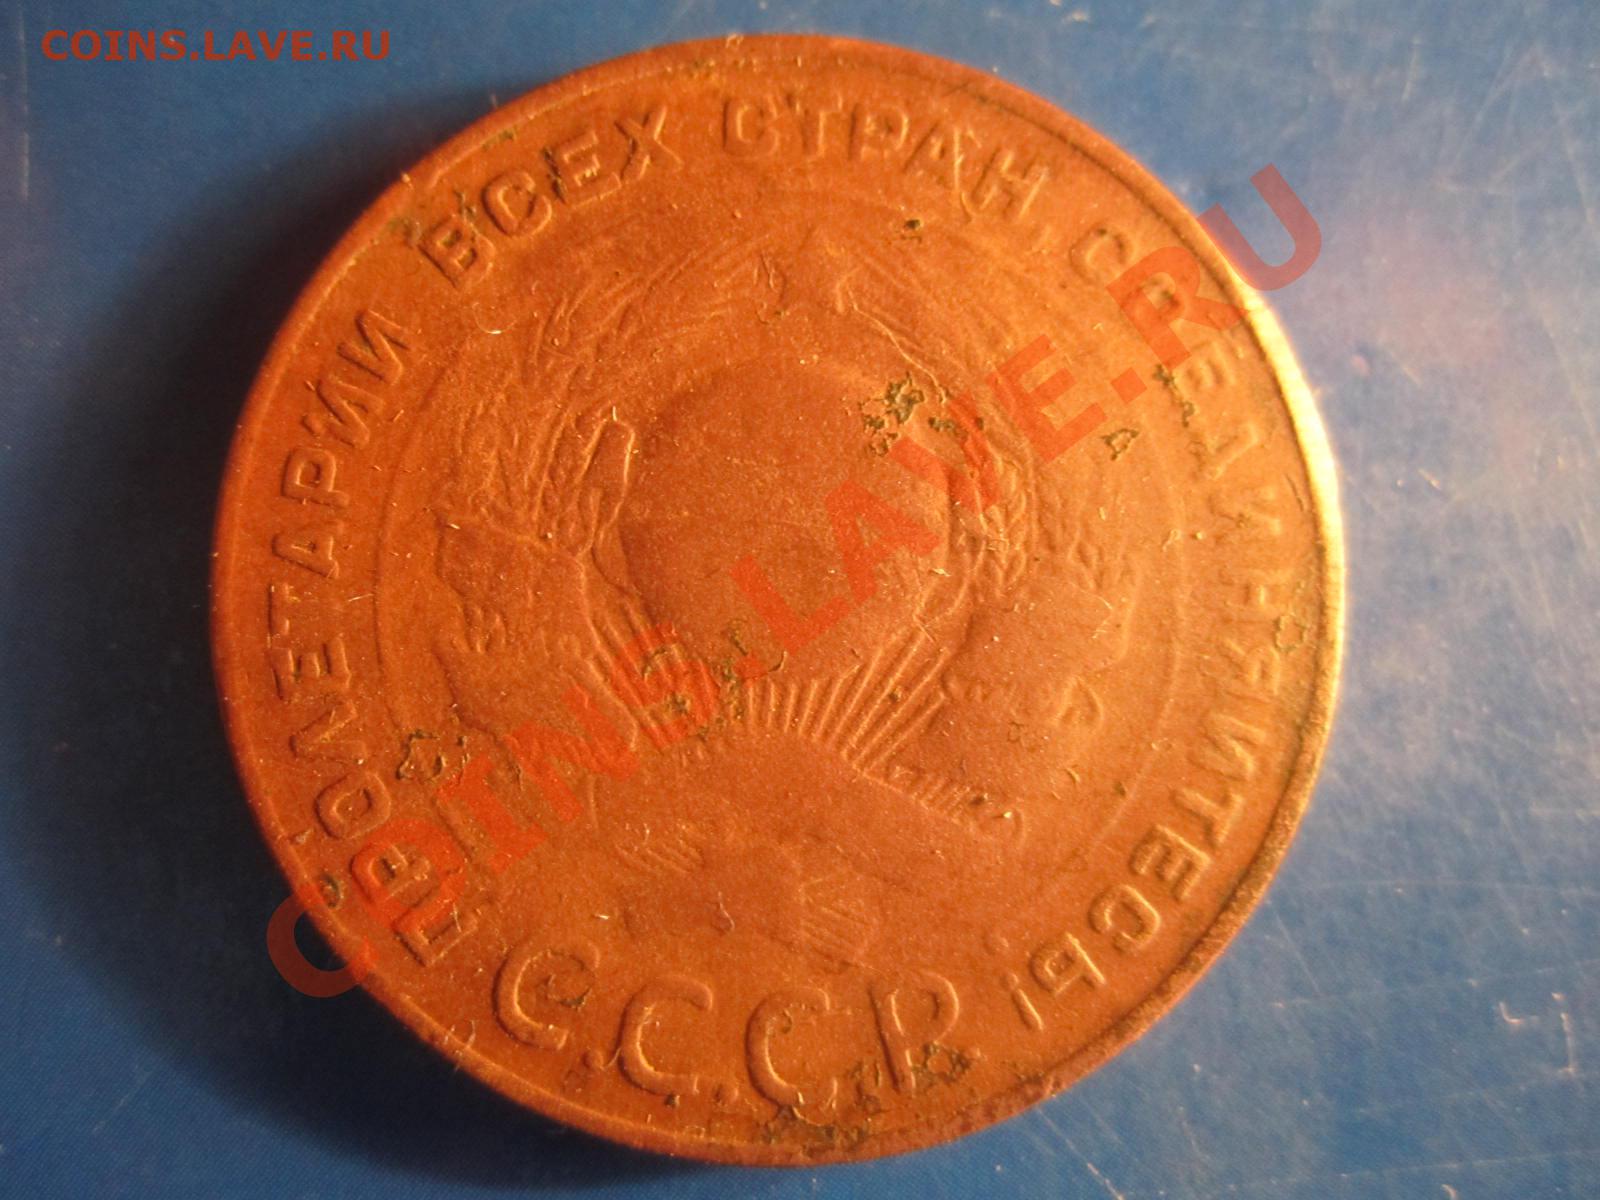 COINS.LAVE.RU
ПРОЛЕТАРИИ ВСЕХ СТРАН, СОЕДИНЯЙТЕСЬ!
С.С.С.Р.
COINS.LAVE.RU